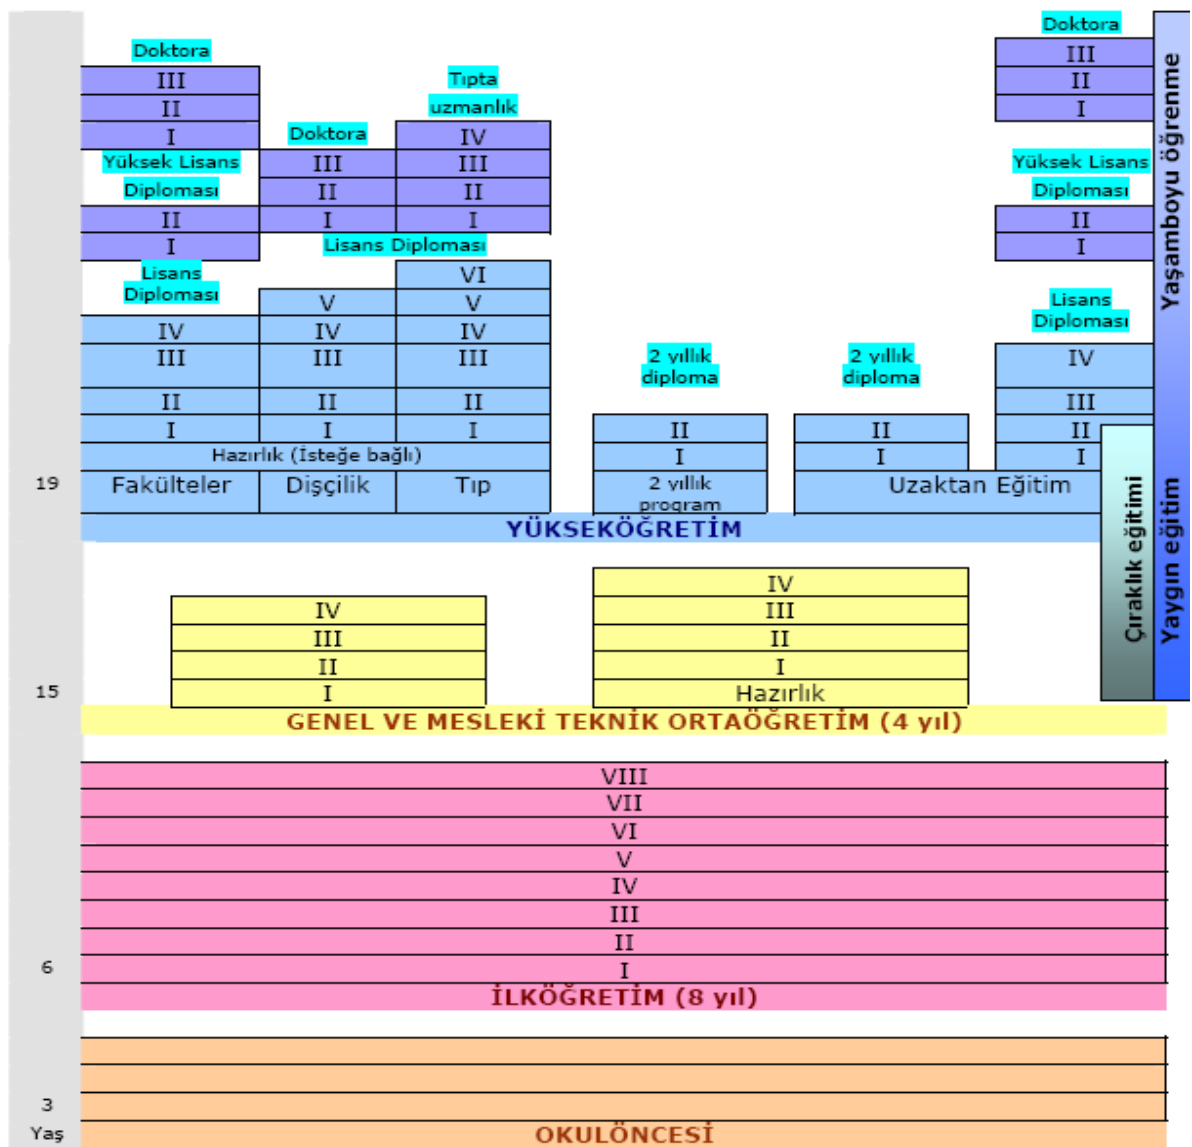 Doktora
III
II
I
Yüksek Lisans
Diploması
II
I
Lisans
Diploması
IV
III
II
I
Doktora
III
II
I
Tıpta
uzmanlık
IV
III
II
I
Lisans Diploması
V
IV
III
II
I
VI
V
IV
III
II
I
Hazırlık (İsteğe bağlı)
19
Fakülteler
Dişçilik
Tıp
2 yıllık
diploma
II
I
2 yıllık
program
2 yıllık
diploma
II
I
Doktora
III
II
I
Yüksek Lisans
Diploması
II
I
Lisans
Diploması
IV
III
II
I
Uzaktan Eğitim
YÜKSEKÖĞRETİM
Çıraklık eğitimi
Yaygın eğitim
Yaşamboyu öğrenme
IV
III
II
I
IV
III
II
I
Hazırlık
15
GENEL VE MESLEKİ TEKNİK ORTAÖĞRETİM (4 yıl)
VIII
VII
VI
V
IV
III
II
6
I
İLKÖĞRETİM (8 yıl)
3
Yaş
OKULÖNCESİ